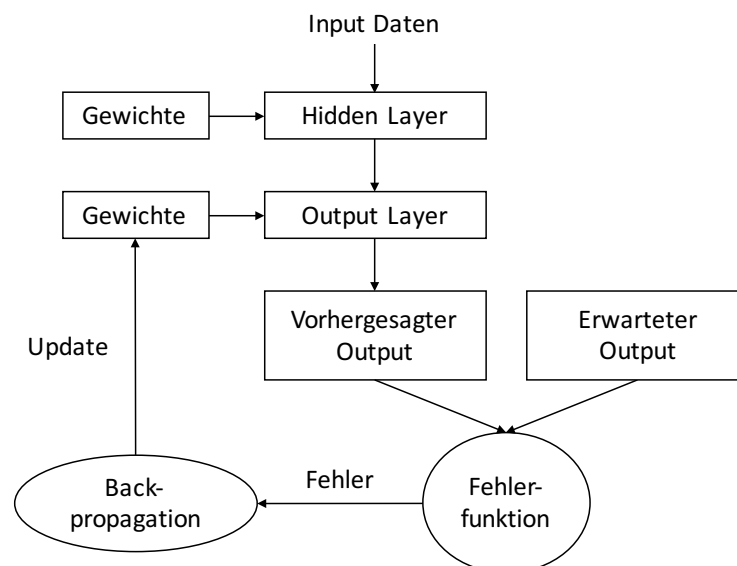 Input Daten
Gewichte
Hidden Layer
Gewichte
Output Layer
Vorhergesagter
Output
Erwarteter
Output
Update
Fehler
Back-
propagation
Fehler-
funktion